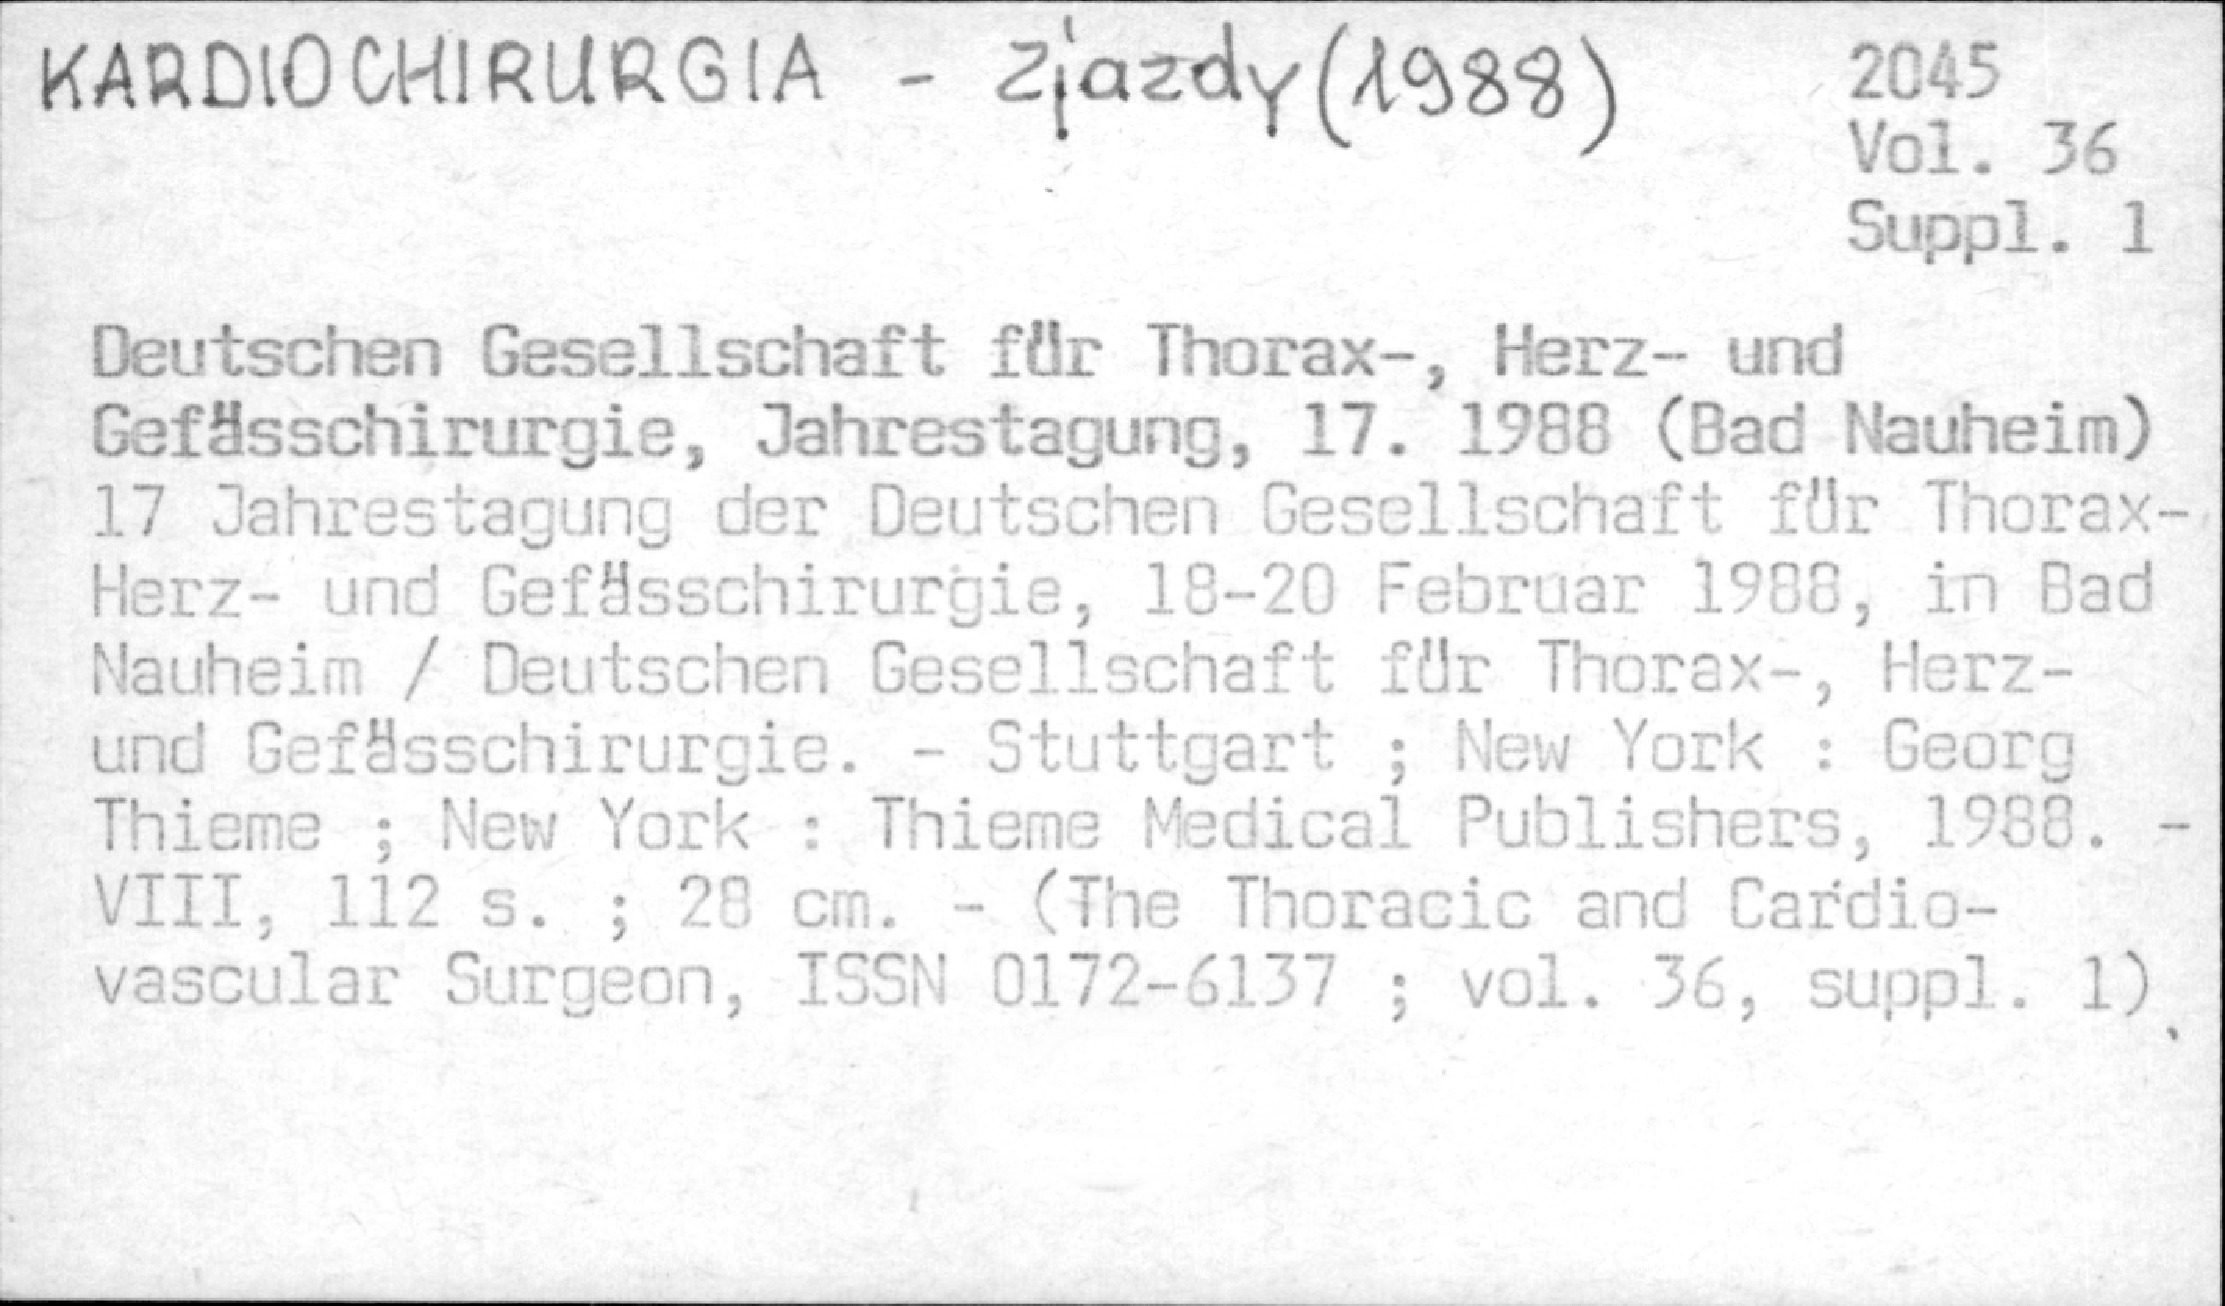 KARDIOCHIRURGIA - Zjazdy (1988)
2045
Vol. 36
Suppl. 1
Deutschen Gesellschaft für Thorax-, Herz- und
Gefässchirurgie, Jahrestagung, 17. 1988 (Bad Nauheim)
17 Jahrestagung der Deutschen Gesellschaft für Thorax-
Herz- und Gefässchirurgie, 18-20 Februar 1988, in Bad
Nauheim / Deutschen Gesellschaft für Thorax-, Herz-
und Gefässchirurgie. - Stuttgart ; New York : Georg
Thieme ; New York : Thieme Medical Publishers, 1988. -
VIII, 112 s. ; 28 cm. - (The Thoracic and Cardio-
vascular Surgeon, ISSN 0172-6137 ; vol. 36, suppl. 1)